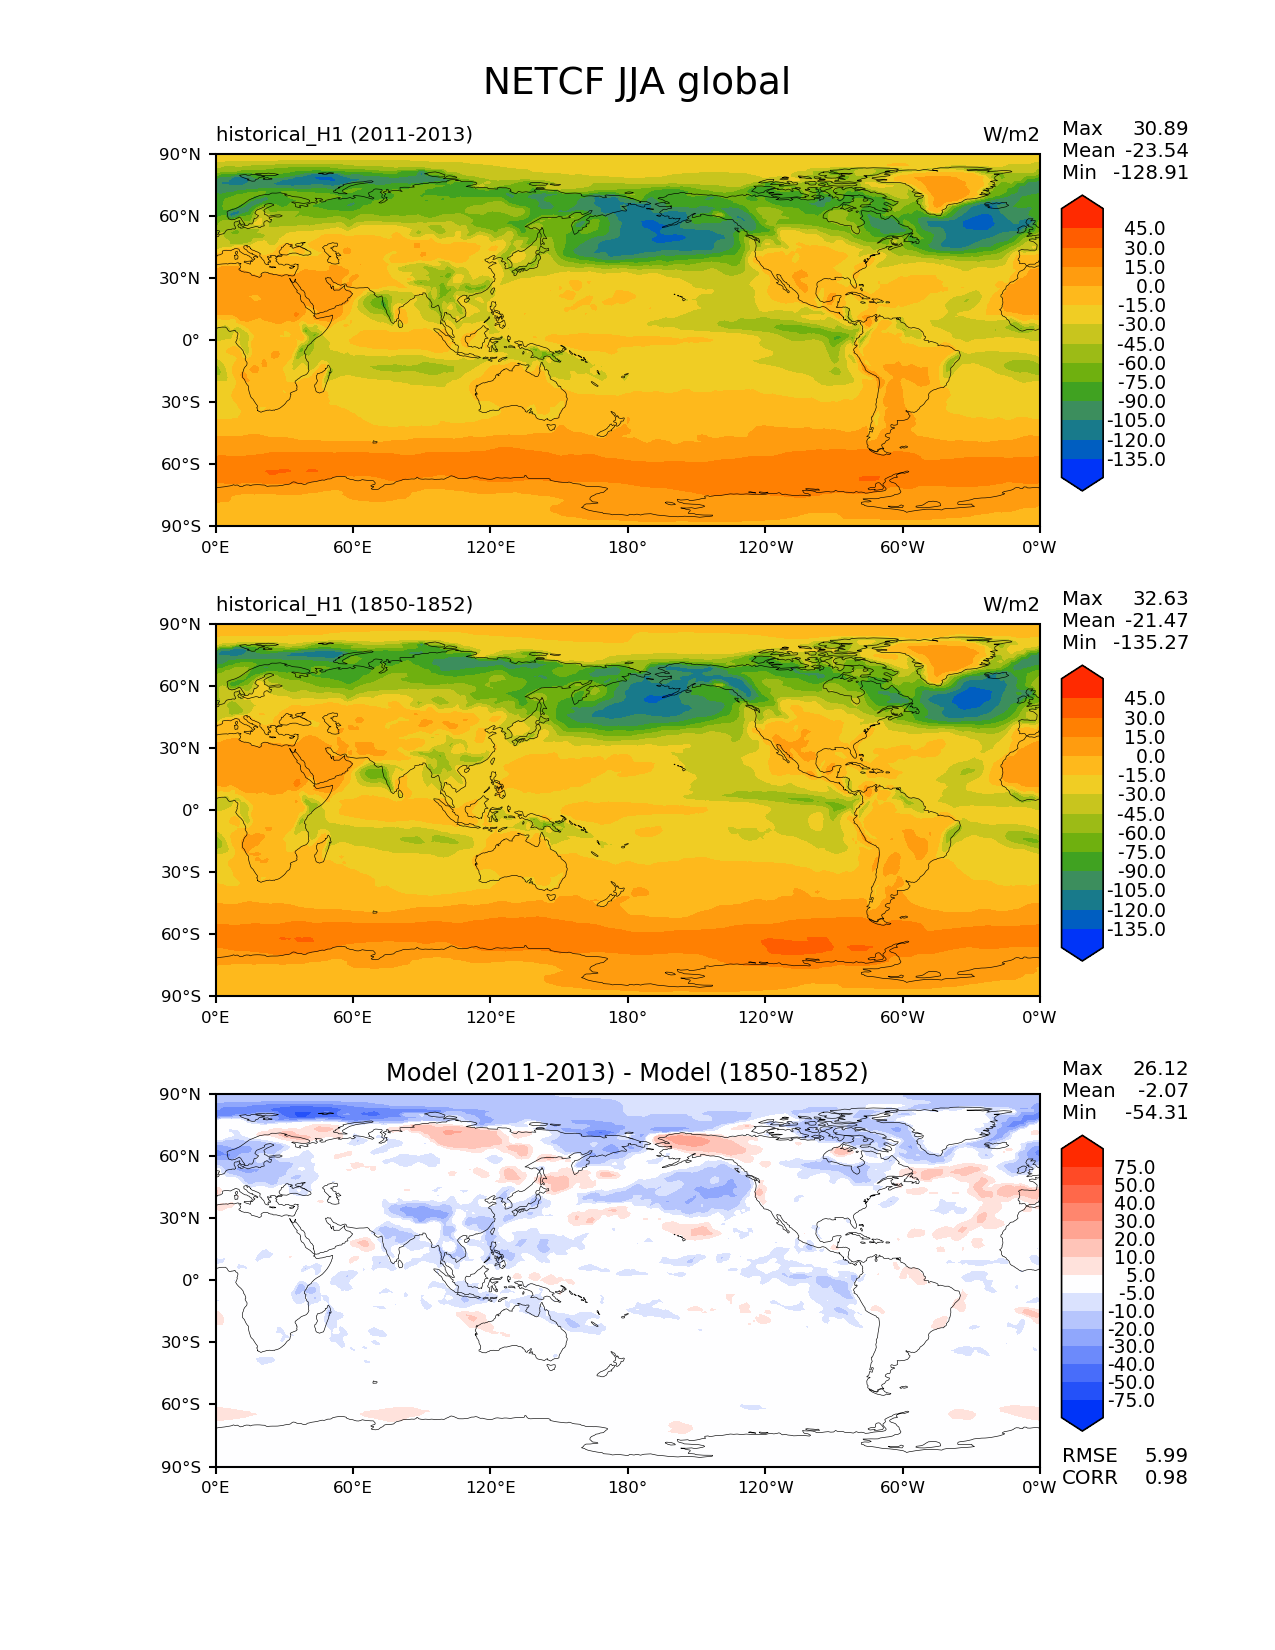 NETCF JJA global
historical_H1 (2011-2013) W/m2
Max 30.89
Mean -23.54
Min -128.91
90°N
60°N
30°N
0°
30°S
60°S
90°S
0°E 60°E 120°E 180° 120°W 60°W 0°W
45.0
30.0
15.0
0.0
-15.0
-30.0
-45.0
-60.0
-75.0
-90.0
-105.0
-120.0
-135.0
historical_H1 (1850-1852) W/m2
Max 32.63
Mean -21.47
Min -135.27
90°N
60°N
30°N
0°
30°S
60°S
90°S
0°E 60°E 120°E 180° 120°W 60°W 0°W
45.0
30.0
15.0
0.0
-15.0
-30.0
-45.0
-60.0
-75.0
-90.0
-105.0
-120.0
-135.0
Model (2011-2013) - Model (1850-1852)
Max 26.12
Mean -2.07
Min -54.31
90°N
60°N
30°N
0°
30°S
60°S
90°S
0°E 60°E 120°E 180° 120°W 60°W 0°W
75.0
50.0
40.0
30.0
20.0
10.0
5.0
-5.0
-10.0
-20.0
-30.0
-40.0
-50.0
-75.0
RMSE 5.99
CORR 0.98